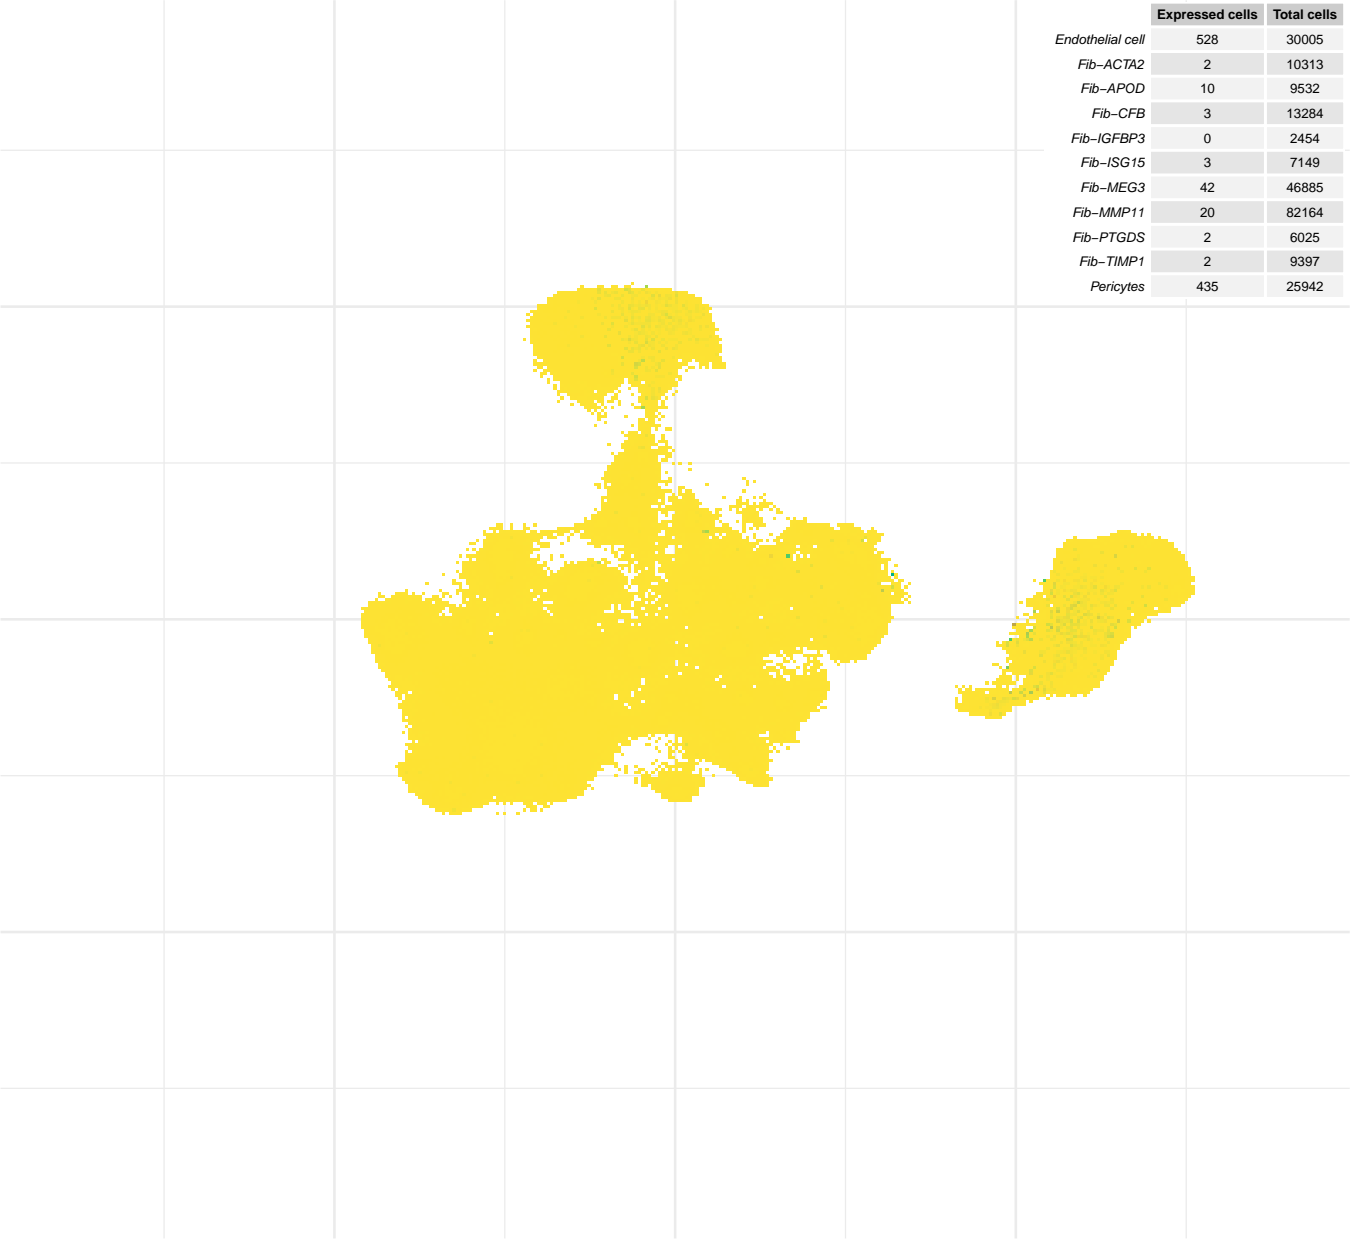 Expressed cells Total cells
Endothelial cell 528 30005
Fib−ACTA2 2 10313
Fib−APOD 10 9532
Fib−CFB 3 13284
Fib−IGFBP3 0 2454
Fib−ISG15 3 7149
Fib−MEG3 42 46885
Fib−MMP11 20 82164
Fib−PTGDS 2 6025
Fib−TIMP1 2 9397
Pericytes 435 25942